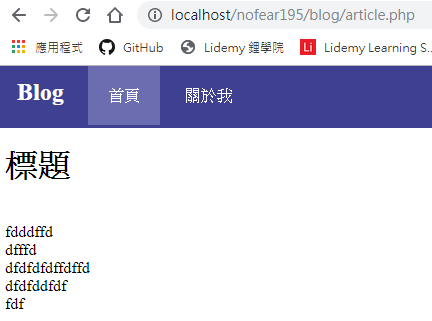 localhost/nofear195/blog/article.php
應用程式 GitHub Lidemy 鋰學院 Li Lidemy Learning S...
Blog 首頁 關於我
標題
fdddffd
dfffd
dfdfdfdffdffd
dfdfddfdf
fdf